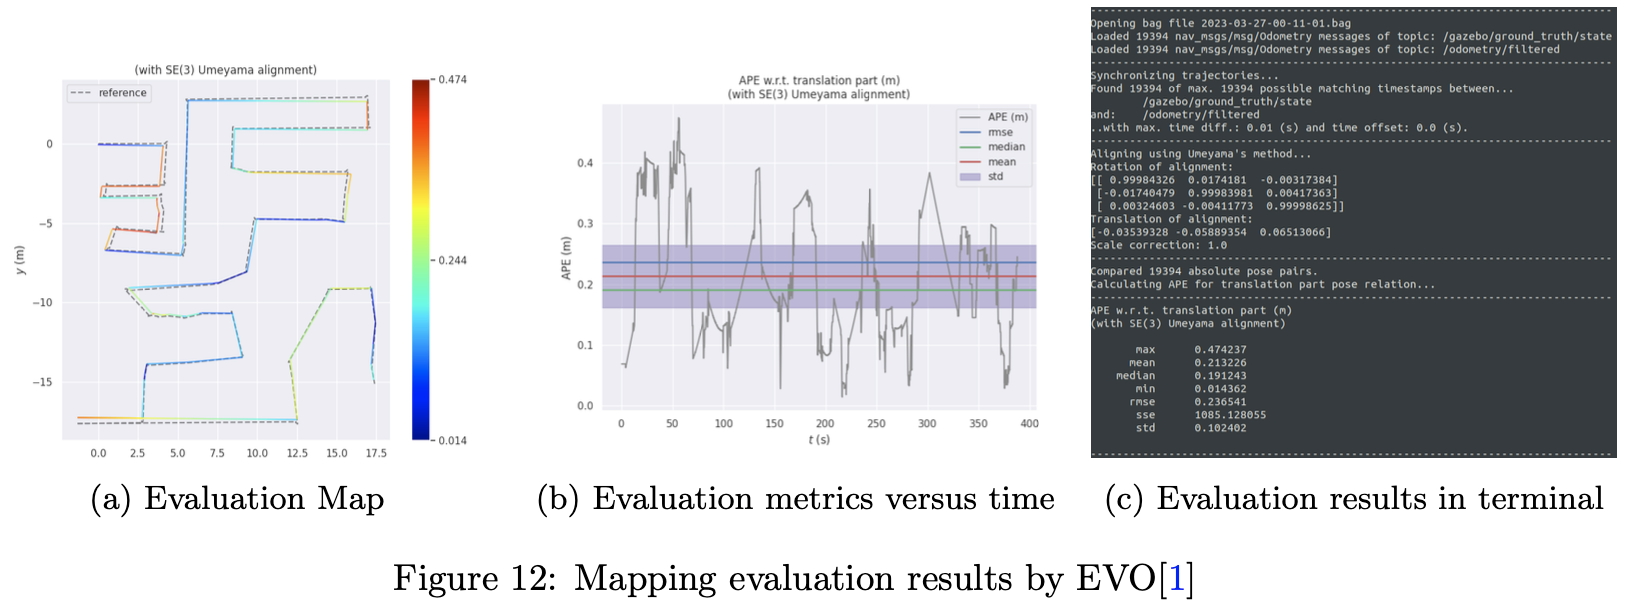 (with SE(3) Umeyama alignment)
reference
0
−5
−10
−15
y (m)
0.0 2.5 5.0 7.5 10.0 12.5 15.0 17.5
0.474
0.244
0.014
(a) Evaluation Map
APE w.r.t. translation part (m)
(with SE(3) Umeyama alignment)
APE (m)
rmse
median
mean
std
0.4
0.3
0.2
0.1
0.0
APE (m)
0 50 100 150 200 250 300 350 400
t (s)
(b) Evaluation metrics versus time
--------------------------------------------------------------------------------
Opening bag file 2023-03-27-00-11-01.bag
Loaded 19394 nav_msgs/msg/Odometry messages of topic: /gazebo/ground_truth/state
Loaded 19394 nav_msgs/msg/Odometry messages of topic: /odometry/filtered
--------------------------------------------------------------------------------
Synchronizing trajectories...
Found 19394 of max. 19394 possible matching timestamps between...
/gazebo/ground_truth/state
and: /odometry/filtered
..with max. time diff.: 0.01 (s) and time offset: 0.0 (s).
--------------------------------------------------------------------------------
Aligning using Umeyama's method...
Rotation of alignment:
[[ 0.99984326 0.0174181 -0.00317384]
[-0.01740479 0.99983981 0.00417363]
[ 0.00324603 -0.00411773 0.99998625]]
Translation of alignment:
[-0.03539328 -0.05889354 0.06513066]
Scale correction: 1.0
--------------------------------------------------------------------------------
Compared 19394 absolute pose pairs.
Calculating APE for translation part pose relation...
--------------------------------------------------------------------------------
APE w.r.t. translation part (m)
(with SE(3) Umeyama alignment)
max 0.474237
mean 0.213226
median 0.191243
min 0.014362
rmse 0.236541
sse 1085.128055
std 0.102402
--------------------------------------------------------------------------------
(c) Evaluation results in terminal
Figure 12: Mapping evaluation results by EVO[1]